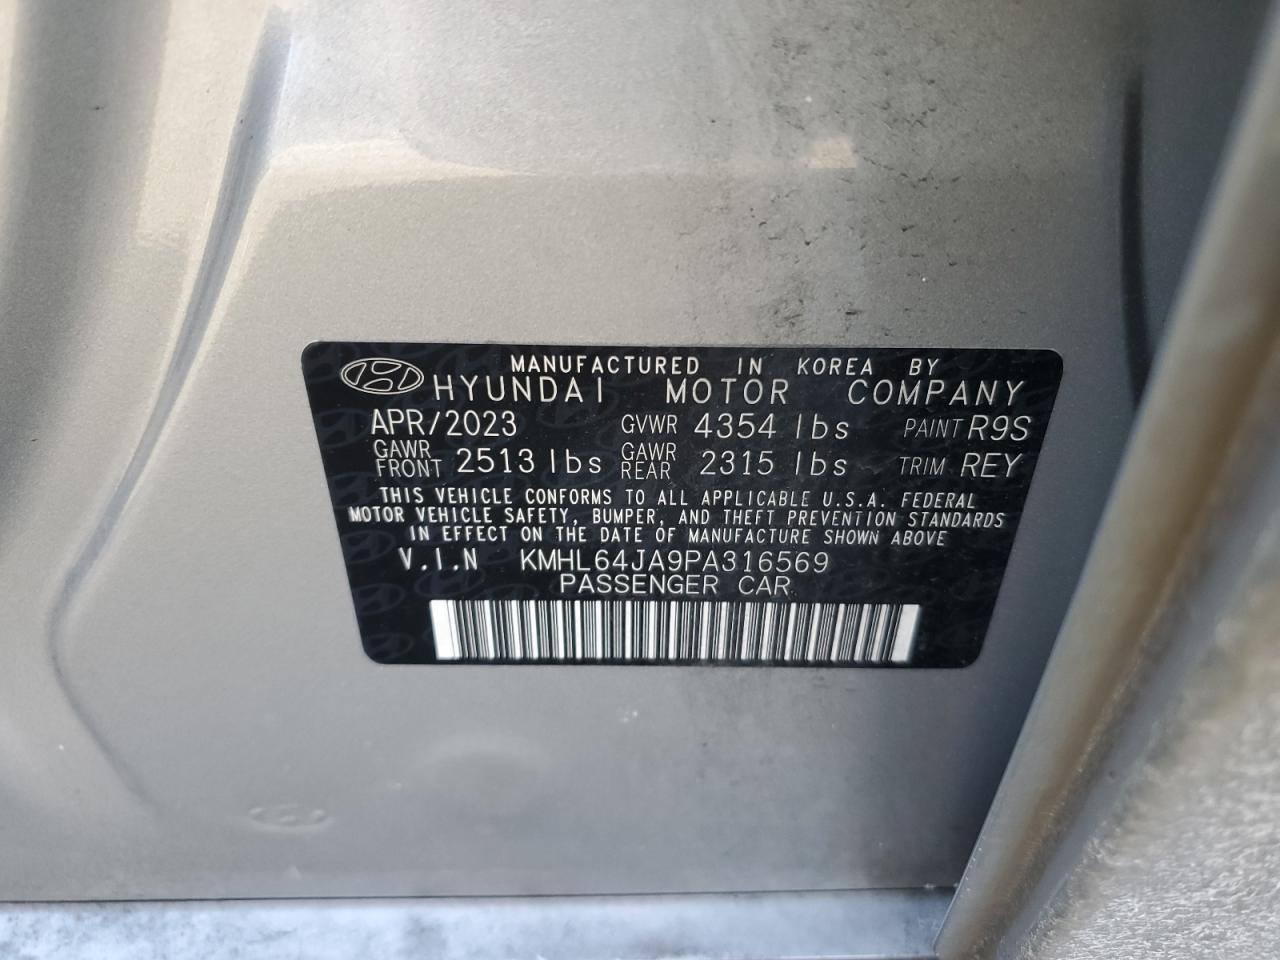 MANUFACTURED IN KOREA BY
HYUNDAI MOTOR COMPANY
APR/2023 GVWR 4354 lbs PAINT R9S
GAWR FRONT 2513 lbs GAWR REAR 2315 lbs TRIM REY
THIS VEHICLE CONFORMS TO ALL APPLICABLE U.S.A. FEDERAL
MOTOR VEHICLE SAFETY, BUMPER, AND THEFT PREVENTION STANDARDS
IN EFFECT ON THE DATE OF MANUFACTURE SHOWN ABOVE
V.I.N KMHL64JA9PA316569
PASSENGER CAR